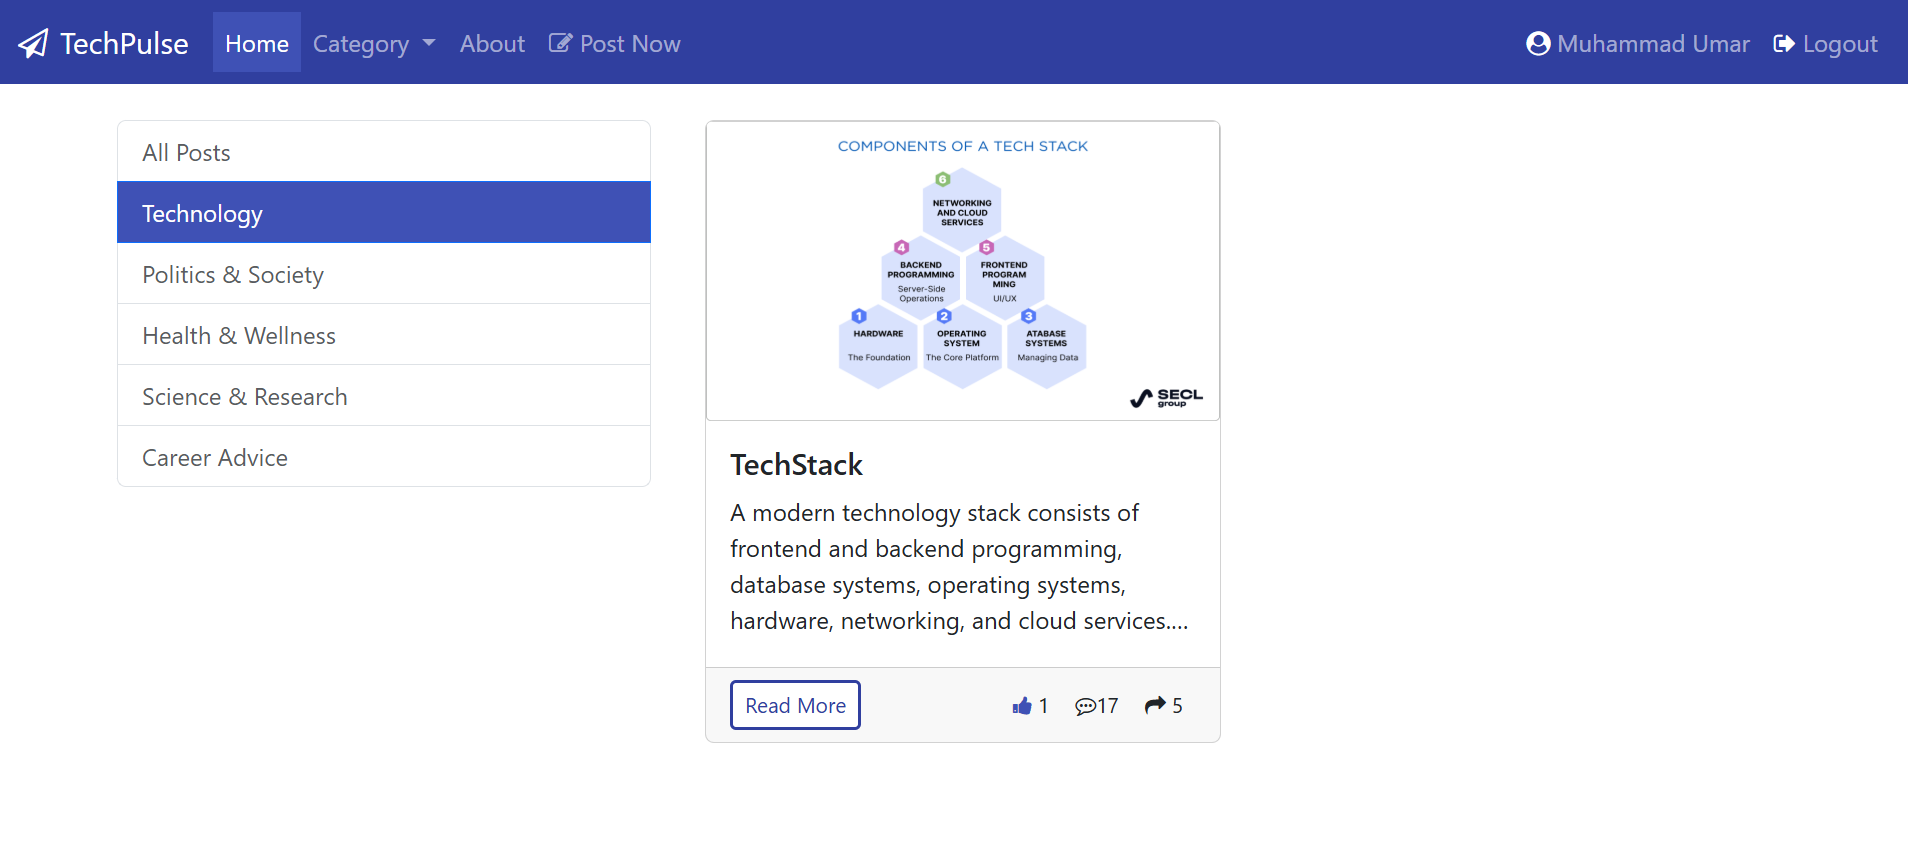 TechPulse Home Category About Post Now Muhammad Umar Logout
All Posts
Technology
Politics & Society
Health & Wellness
Science & Research
Career Advice
COMPONENTS OF A TECH STACK
6
NETWORKING
AND CLOUD
SERVICES
4
BACKEND
PROGRAMMING
Server-Side
Operations
5
FRONTEND
PROGRAM
MING
UI/UX
1
HARDWARE
The Foundation
2
OPERATING
SYSTEM
The Core Platform
3
ATABASE
SYSTEMS
Managing Data
SECL
group
TechStack
A modern technology stack consists of
frontend and backend programming,
database systems, operating systems,
hardware, networking, and cloud services....
Read More 1 17 5